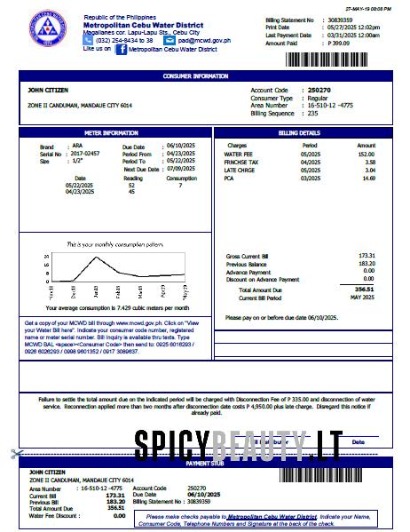 27-MAY-19 09:08 PM
Republic of the Philippines
Metropolitan Cebu Water District
Magallanes cor. Lapu-Lapu Sts., Cebu City
(032) 254-8434 to 38 pad@mcwd.gov.ph
Like us on f Metropolitan Cebu Water District
Billing Statement No : 30839359
Print Date : 05/27/2025 12:02pm
Last Payment Date : 03/31/2025 12:00am
Amount Paid : P 399.00
CONSUMER INFORMATION
JOHN CITIZEN
ZONE II CANDUMAN, MANDAUE CITY 6014
Account Code : 250270
Consumer Type : Regular
Area Number : 16-510-12 -4775
Billing Sequence : 235
METER INFORMATION
Brand : ARA
Serial No : 2017-02457
Size : 1/2"
Due Date : 06/10/2025
Period From : 04/23/2025
Period To : 05/22/2025
Next Due Date : 07/09/2025
Date Reading Consumption
05/22/2025 52 7
04/23/2025 45
This is your monthly consumption pattern.
Your average consumption is 7.429 cubic meters per month
BILLING DETAILS
Charges Period Amount
WATER FEE 05/2025 152.00
FRINCHISE TAX 04/2025 3.58
LATE CHRGE 05/2025 3.04
PCA 03/2025 14.69
Gross Current Bill 173.31
Previous Balance 183.20
Advance Payment 0.00
Discount on Advance Payment 0.00
Total Amount Due 356.51
Current Bill Period MAY 2025
Please pay on or before due date 06/10/2025.
Get a copy of your MCWD bill through www.mcwd.gov.ph. Click on "View
your Water Bill here". Indicate your consumer code number, registered
name or meter serial number. Bill inquiry is available thru texts. Type
MCWD BAL <space><Consumer Code> then send to:
Failure to settle the total amount due on the indicated period will be charged with Disconnection Fee of P 335.00 and disconnection of water
service. Reconnection applied more than two months after disconnection date costs P 4,950.00 plus late charge. Disregard this notice if
already paid.
SPICYBEAUTY.LT
Date
PAYMENT STUB
JOHN CITIZEN
ZONE II CANDUMAN, MANDAUE CITY 6014
Area Number : 16-510-12 -4775 Account Code : 250270
Current Bill : 173.31 Due Date : 06/10/2025
Previous Bill : 183.20 Billing Statement No : 30839359
Total Amount : 356.51
Water Fee Discount : 0.00
Please make checks payable to Metropolitan Cebu Water District. Indicate your Name,
Consumer Code, Telephone Numbers and Signature at the back of the check.